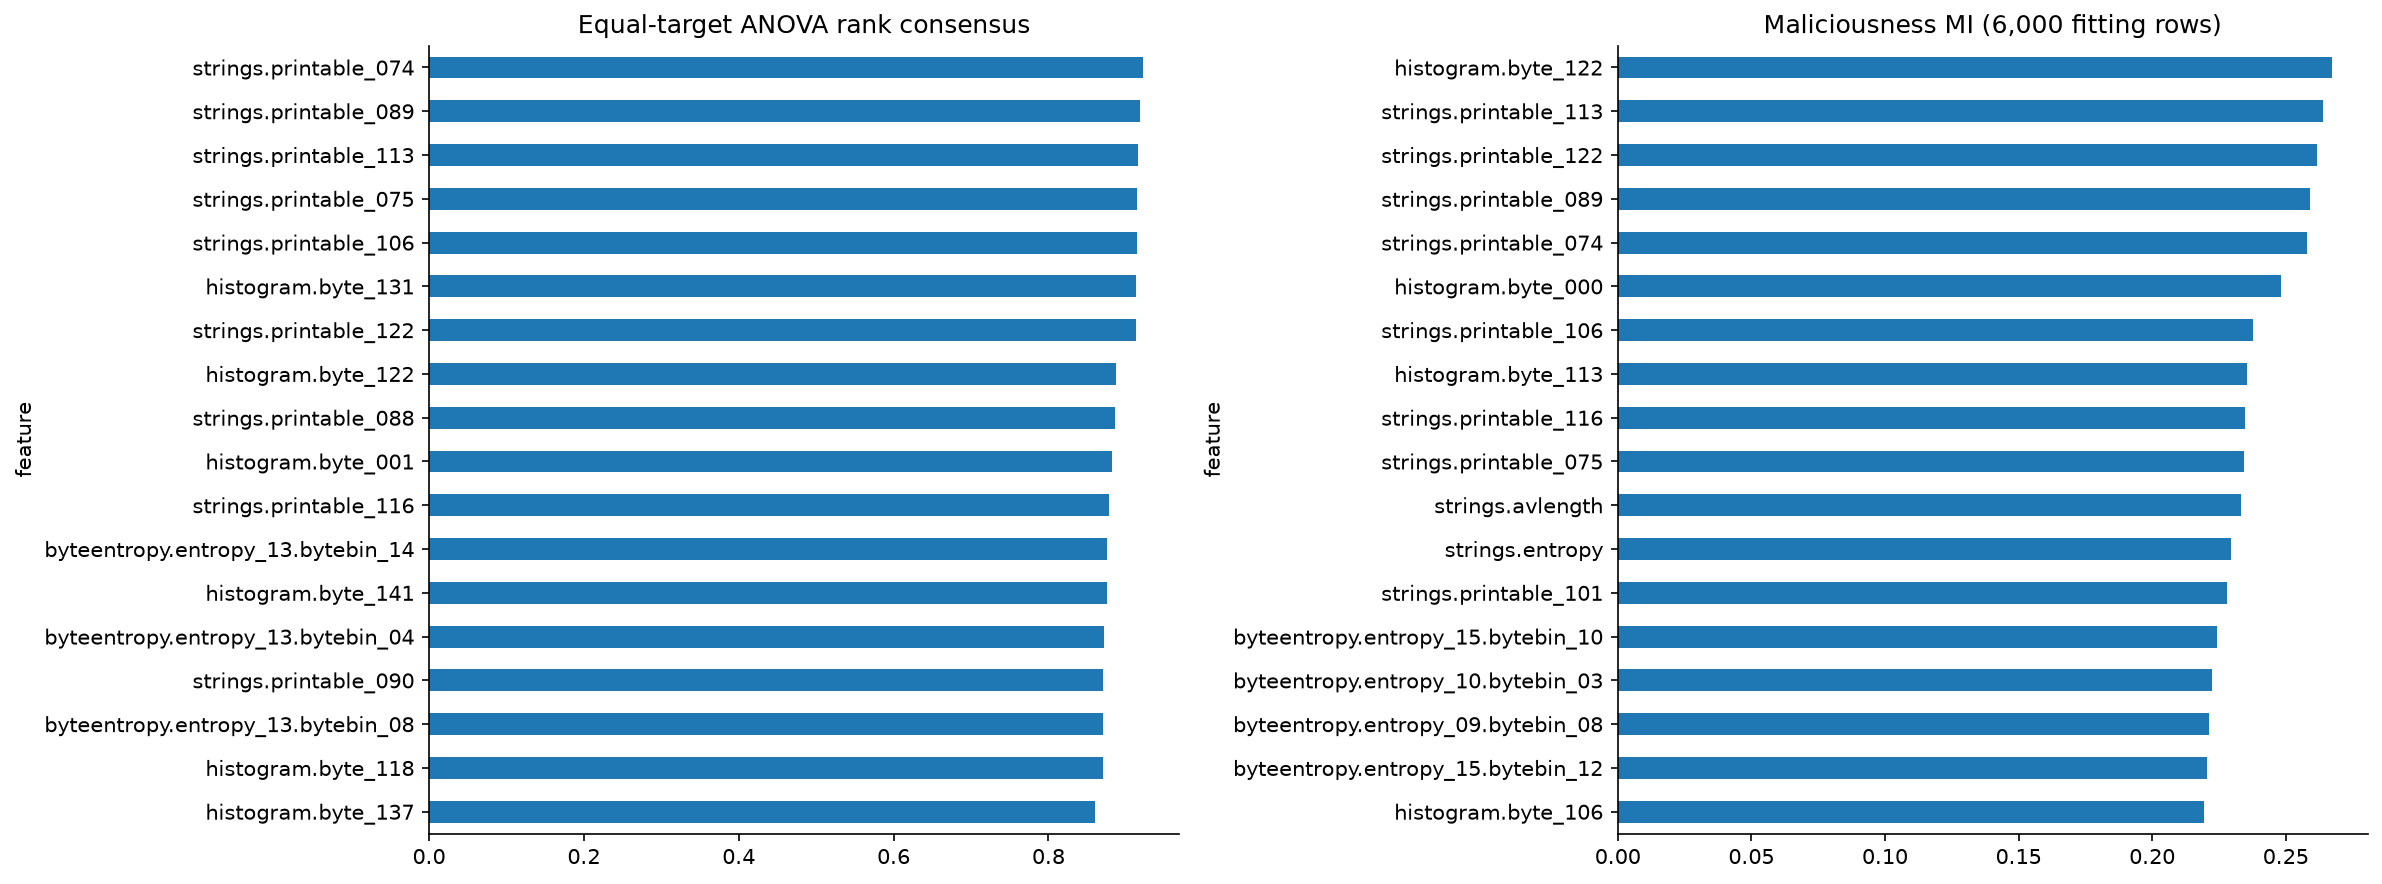 Equal-target ANOVA rank consensus
feature
strings.printable_074
strings.printable_089
strings.printable_113
strings.printable_075
strings.printable_106
histogram.byte_131
strings.printable_122
histogram.byte_122
strings.printable_088
histogram.byte_001
strings.printable_116
byteentropy.entropy_13.bytebin_14
histogram.byte_141
byteentropy.entropy_13.bytebin_04
strings.printable_090
byteentropy.entropy_13.bytebin_08
histogram.byte_118
histogram.byte_137
0.0 0.2 0.4 0.6 0.8
Maliciousness MI (6,000 fitting rows)
feature
histogram.byte_122
strings.printable_113
strings.printable_122
strings.printable_089
strings.printable_074
histogram.byte_000
strings.printable_106
histogram.byte_113
strings.printable_116
strings.printable_075
strings.avlength
strings.entropy
strings.printable_101
byteentropy.entropy_15.bytebin_10
byteentropy.entropy_10.bytebin_03
byteentropy.entropy_09.bytebin_08
byteentropy.entropy_15.bytebin_12
histogram.byte_106
0.00 0.05 0.10 0.15 0.20 0.25